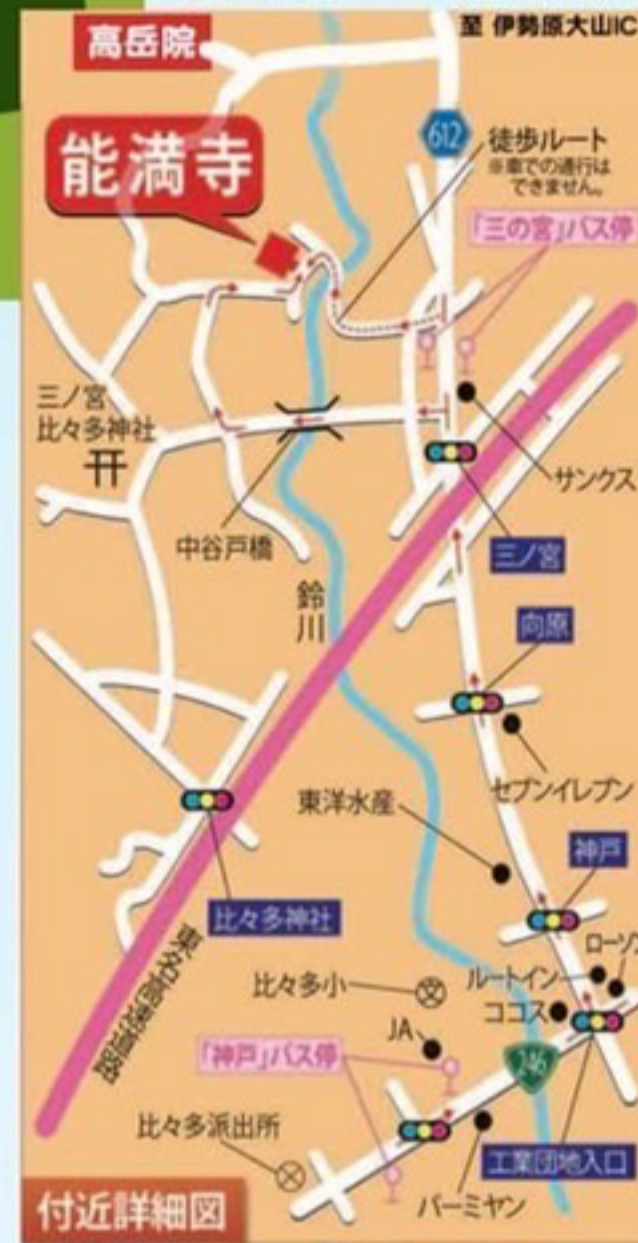 高岳院
至 伊勢原大山IC
能満寺
612
徒歩ルート
※車での通行は
できません。
「三の宮」バス停
三ノ宮
比々多神社
サンクス
中谷戸橋
三ノ宮
鈴川
向原
セブンイレブン
東洋水産
神戸
比々多神社
東名高速道路
ローソン
比々多小
文
ルートイン
ココス
JA
246
「神戸」バス停
比々多派出所
工業団地入口
バーミヤン
付近詳細図